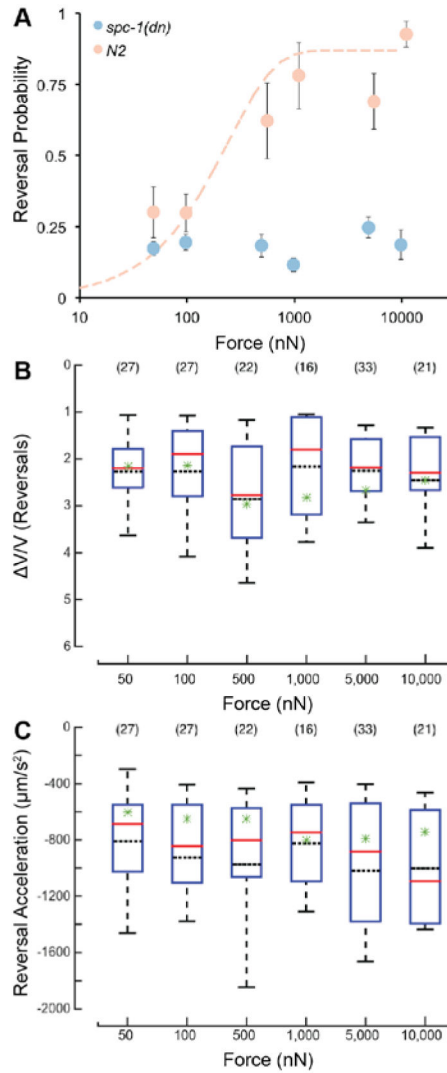 A
spc-1(dn)
N2
Reversal Probability
1
0.75
0.5
0.25
0
10 100 1000 10000
Force (nN)
B
(27) (27) (22) (16) (33) (21)
ΔV/V (Reversals)
0
1
2
3
4
5
6
50 100 500 1,000 5,000 10,000
Force (nN)
C
(27) (27) (22) (16) (33) (21)
Reversal Acceleration (μm/s²)
0
-400
-800
-1200
-1600
-2000
50 100 500 1,000 5,000 10,000
Force (nN)